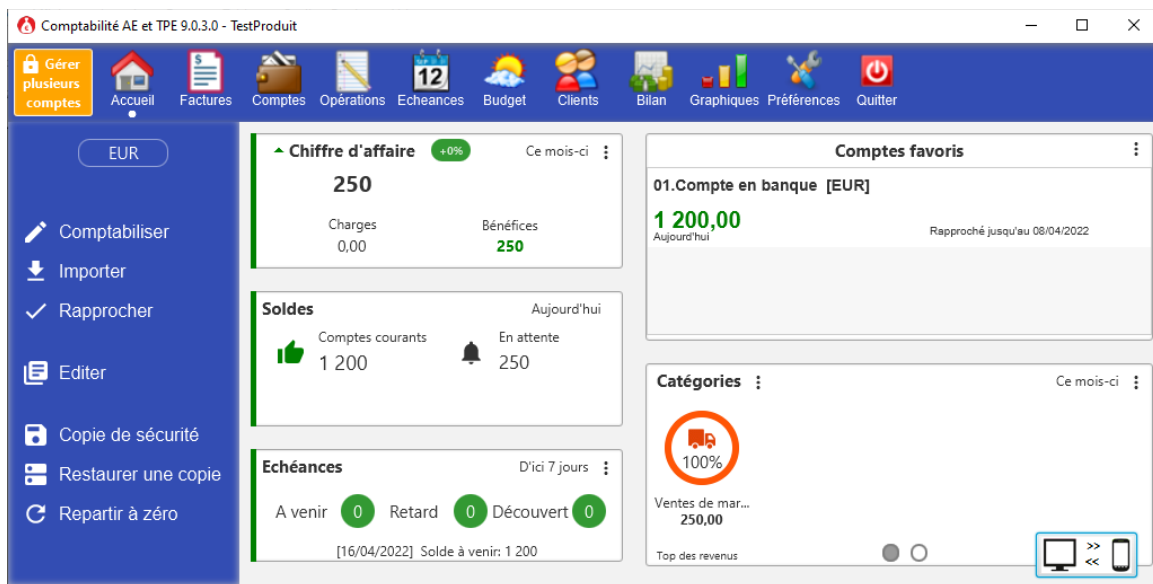 Comptabilité AE et TPE 9.0.3.0 - TestProduit
Gérer
plusieurs
comptes
Accueil
Factures
Comptes
Opérations
Echeances
12
Budget
Clients
Bilan
Graphiques
Préférences
Quitter
EUR
Comptabiliser
Importer
Rapprocher
Editer
Copie de sécurité
Restaurer une copie
Repartir à zéro
Chiffre d'affaire +0% Ce mois-ci
250
Charges Bénéfices
0,00 250
Soldes Aujourd'hui
Comptes courants En attente
1 200 250
Echéances D'ici 7 jours
A venir 0 Retard 0 Découvert 0
[16/04/2022] Solde à venir: 1 200
Comptes favoris
01.Compte en banque [EUR]
1 200,00
Aujourd'hui Rapproché jusqu'au 08/04/2022
Catégories Ce mois-ci
100%
Ventes de mar...
250,00
Top des revenus
>>
<<